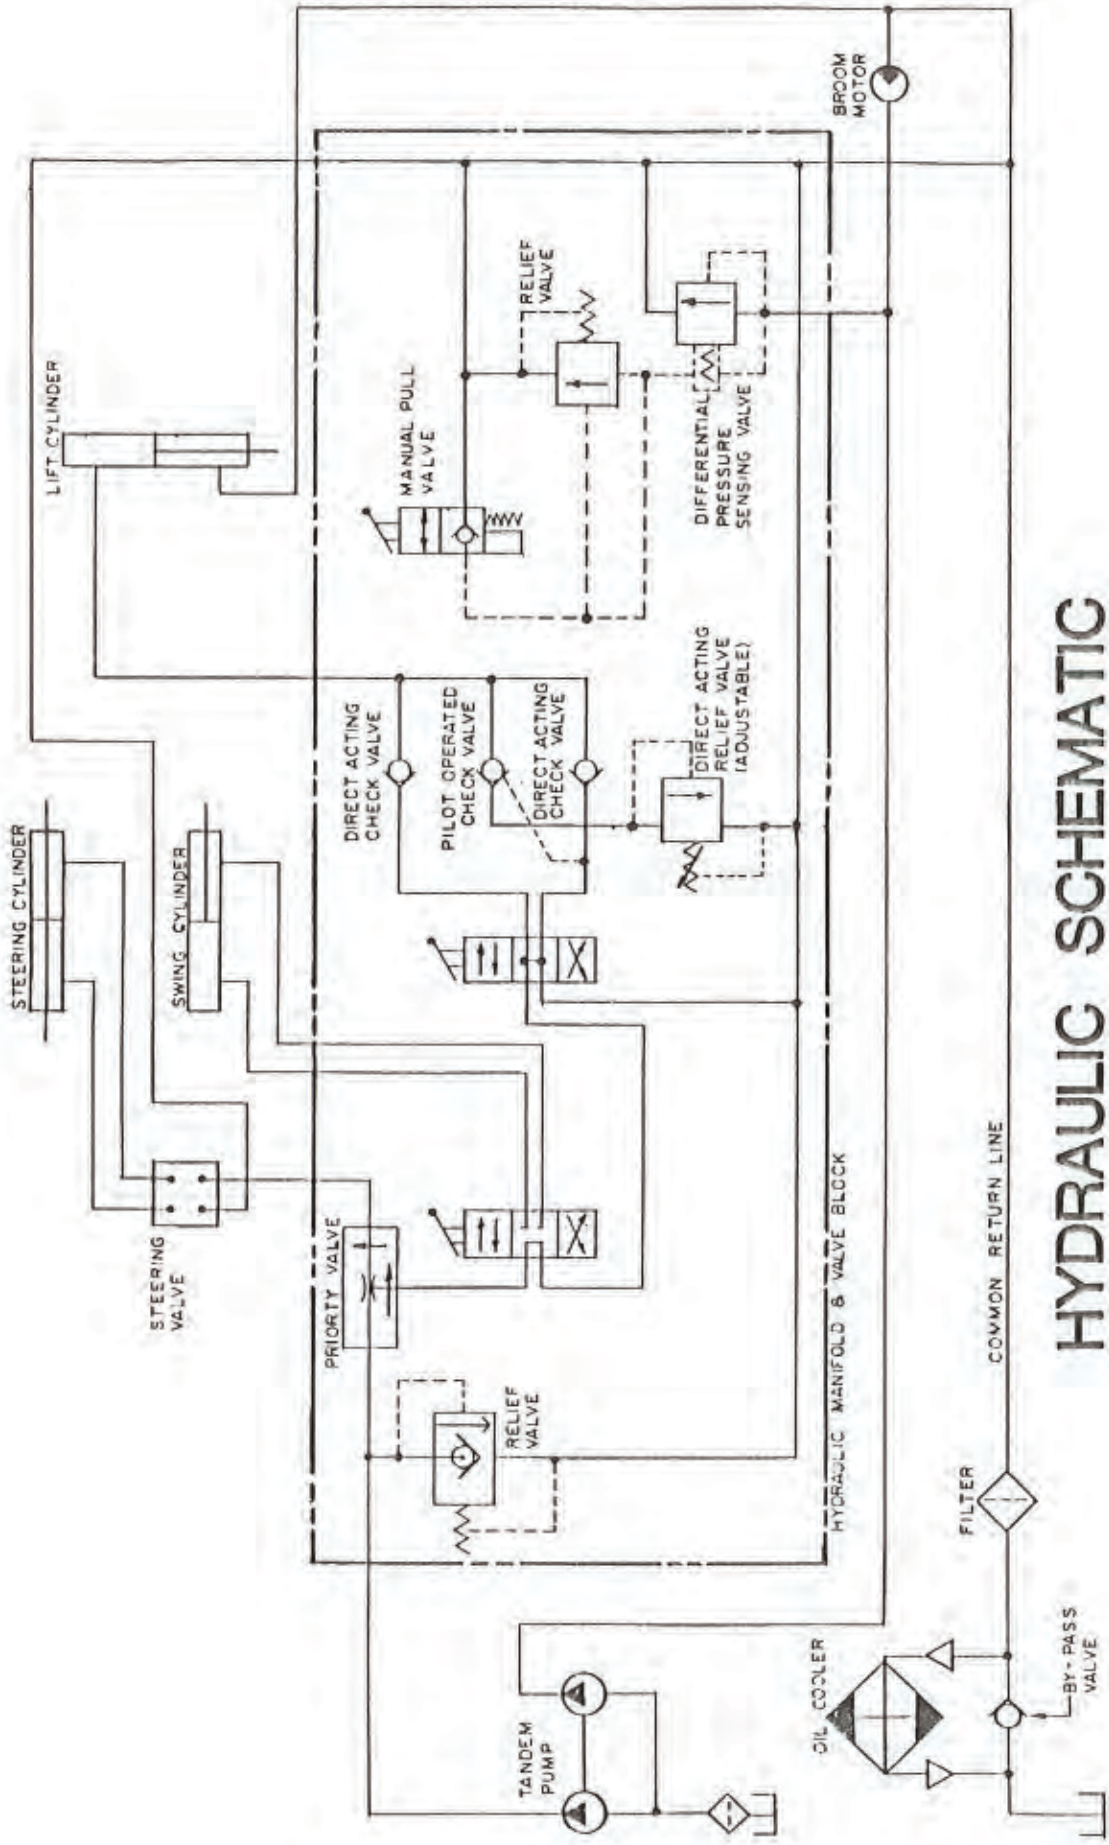 STEERING CYLINDER
SWING CYLINDER
LIFT CYLINDER
STEERING
VALVE
PRIORTY VALVE
RELIEF
VALVE
DIRECT ACTING
CHECK VALVE
PILOT OPERATED
CHECK VALVE
DIRECT ACTING
CHECK VALVE
MANUAL PULL
VALVE
RELIEF
VALVE
DIRECT ACTING
RELIEF VALVE
(ADJUSTABLE)
DIFFERENTIAL
PRESSURE
SENSING VALVE
BROOM
MOTOR
TANDEM
PUMP
HYDRAULIC MANIFOLD & VALVE BLOCK
OIL COOLER
FILTER
COMMON RETURN LINE
BY-PASS
VALVE
HYDRAULIC SCHEMATIC